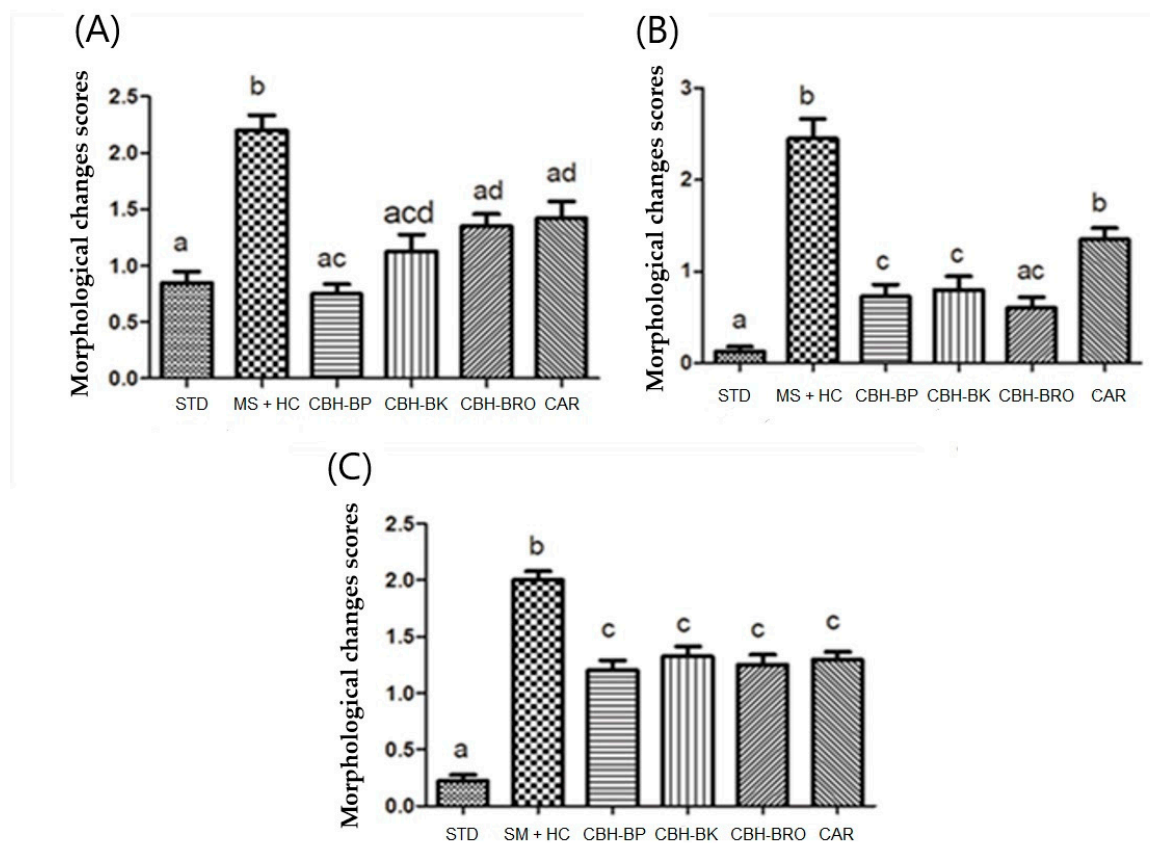 (A)
Morphological changes scores
2.5
2.0
1.5
1.0
0.5
0.0
a
b
ac
acd
ad
ad
STD MS + HC CBH-BP CBH-BK CBH-BRO CAR
(B)
Morphological changes scores
3
2
1
0
a
b
c
c
ac
b
STD MS + HC CBH-BP CBH-BK CBH-BRO CAR
(C)
Morphological changes scores
2.5
2.0
1.5
1.0
0.5
0.0
a
b
c
c
c
c
STD SM + HC CBH-BP CBH-BK CBH-BRO CAR